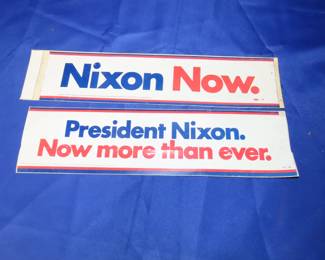 Nixon Now.
President Nixon.
Now more than ever.